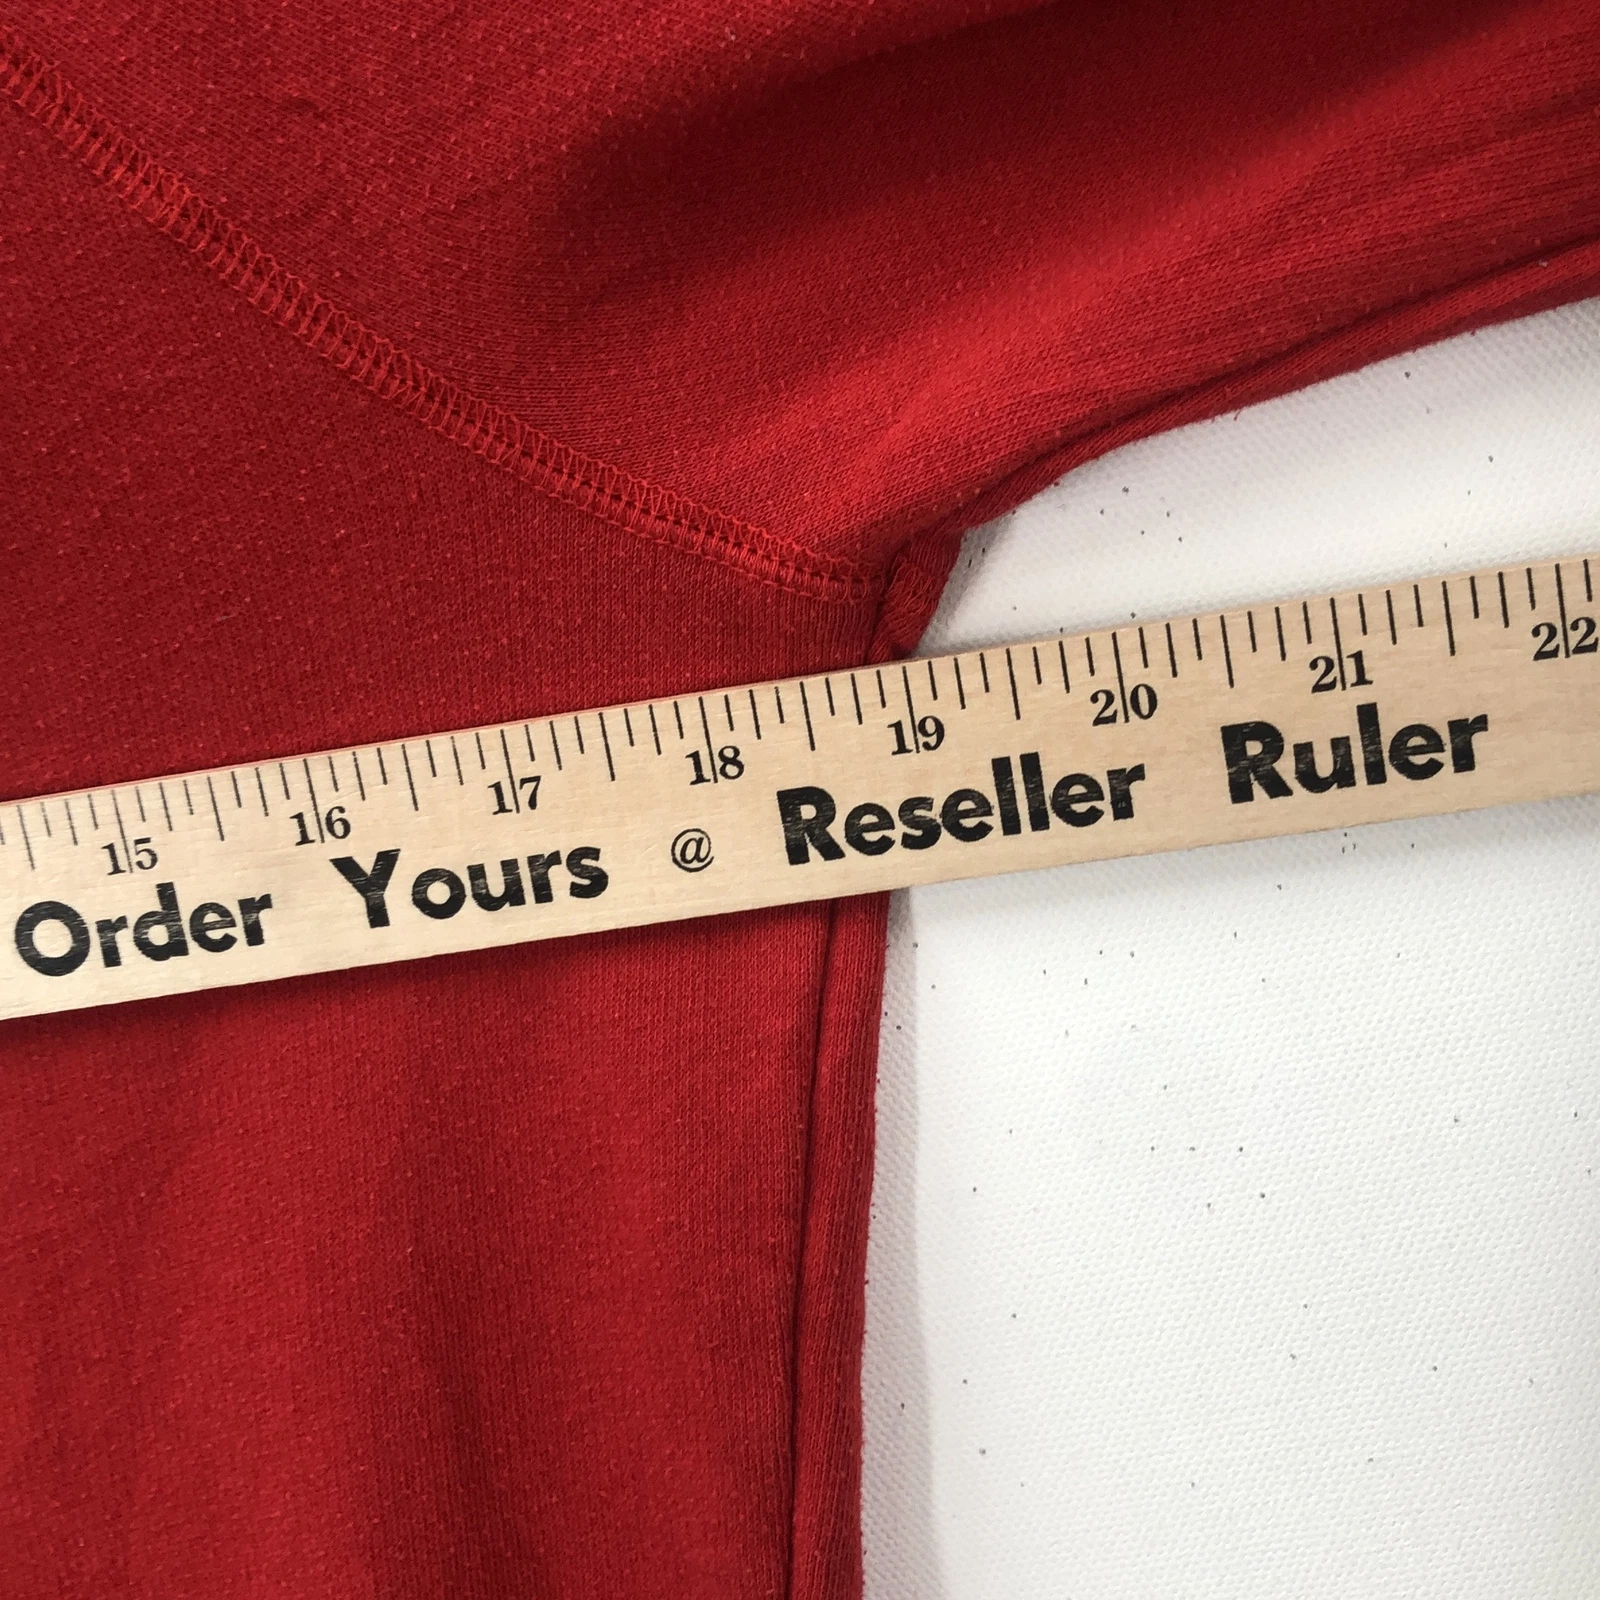 15 16 17 18 19 20 21 22
Order Yours @ Reseller Ruler